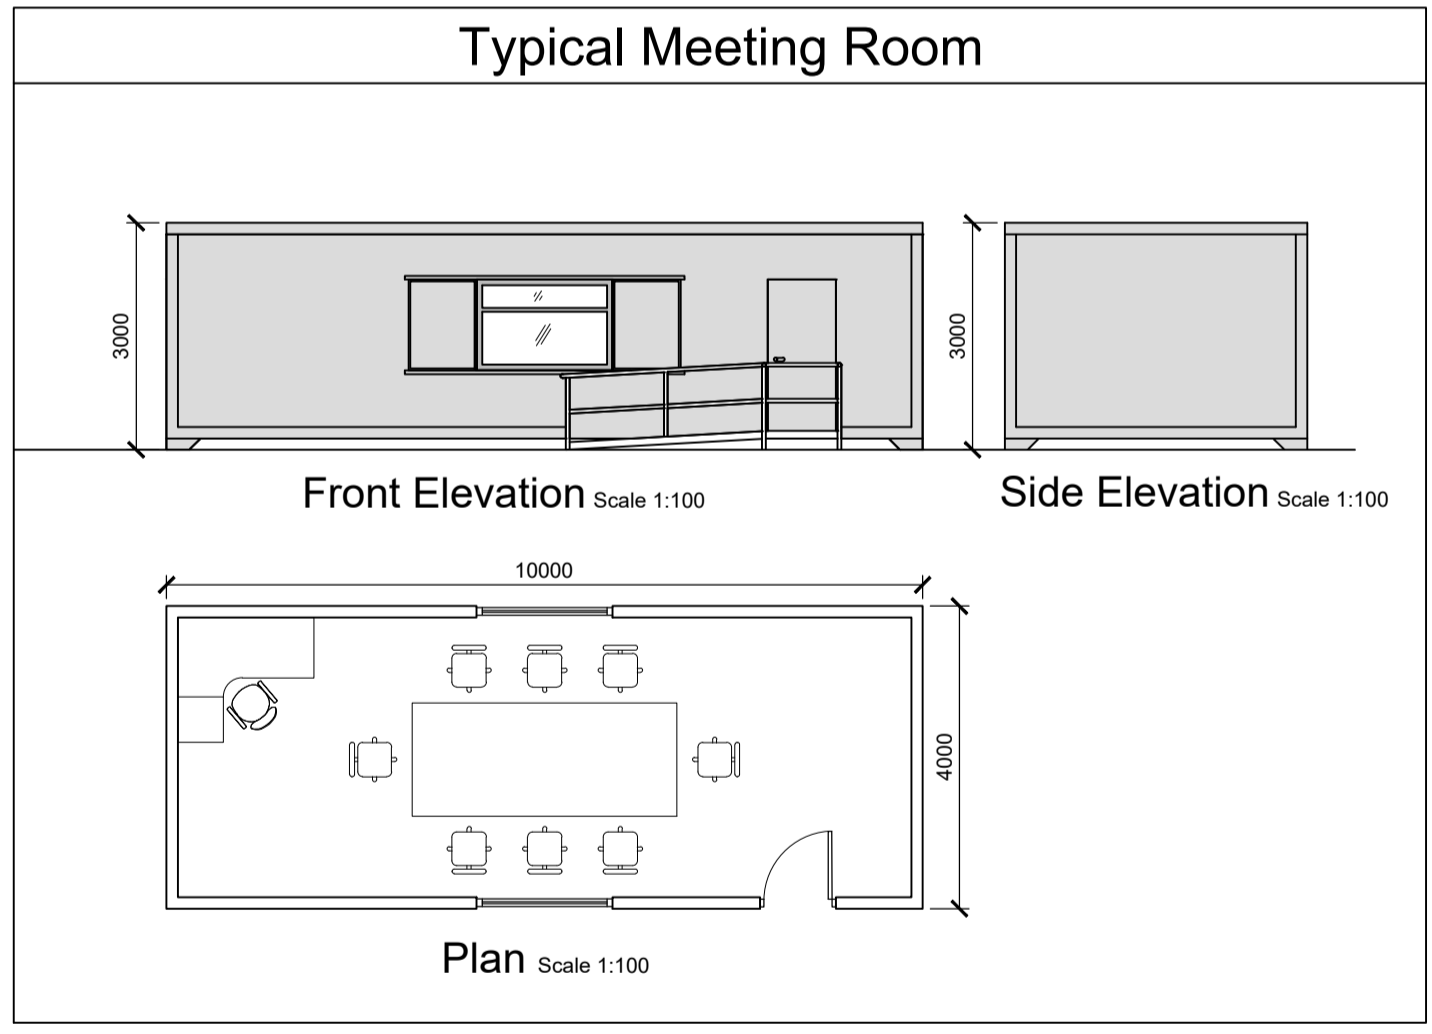 Typical Meeting Room
3000
3000
Front Elevation Scale 1:100
Side Elevation Scale 1:100
10000
4000
Plan Scale 1:100